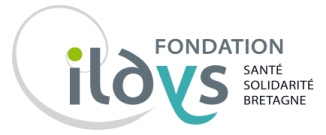 FONDATION
ildys
SANTÉ
SOLIDARITÉ
BRETAGNE